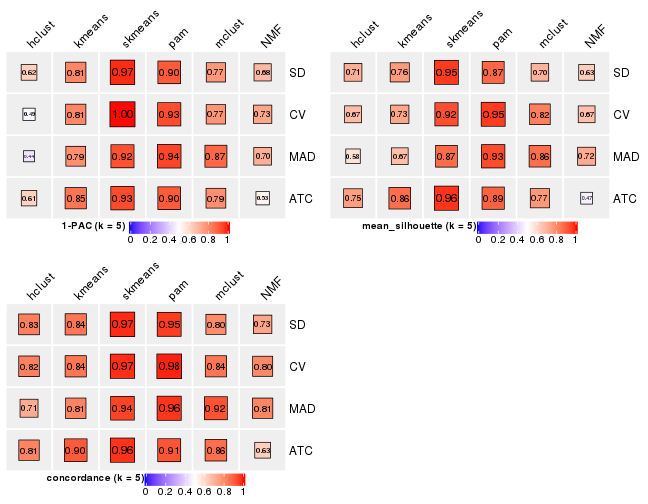 hclust kmeans skmeans pam mclust NMF
0.62 0.81 0.97 0.90 0.77 0.68 SD
0.81 1.00 0.93 0.77 0.73 CV
0.44 0.79 0.92 0.94 0.87 0.70 MAD
0.61 0.85 0.93 0.90 0.79 0.53 ATC
1-PAC (k = 5)
0 0.2 0.4 0.6 0.8 1
hclust kmeans skmeans pam mclust NMF
0.71 0.76 0.95 0.87 0.70 0.63 SD
0.67 0.73 0.92 0.95 0.82 0.67 CV
0.58 0.67 0.87 0.93 0.86 0.72 MAD
0.75 0.86 0.96 0.89 0.77 0.47 ATC
mean_silhouette (k = 5)
0 0.2 0.4 0.6 0.8 1
hclust kmeans skmeans pam mclust NMF
0.83 0.84 0.97 0.95 0.80 0.73 SD
0.82 0.84 0.97 0.98 0.84 0.80 CV
0.71 0.81 0.94 0.96 0.92 0.81 MAD
0.81 0.90 0.96 0.91 0.86 0.63 ATC
concordance (k = 5)
0 0.2 0.4 0.6 0.8 1